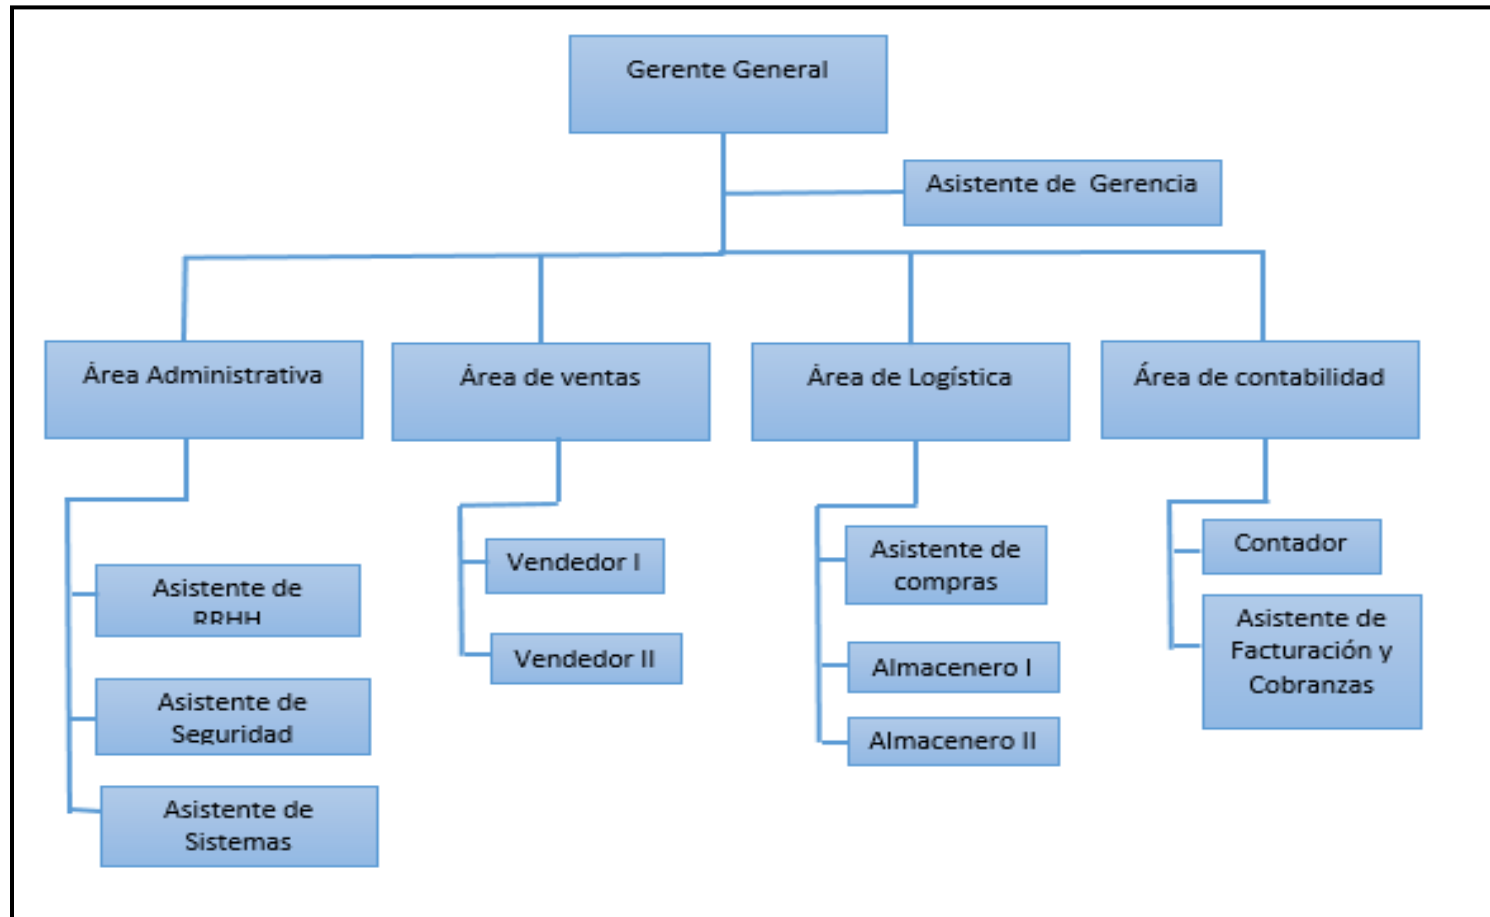 Gerente General
Asistente de Gerencia
Área Administrativa
Área de ventas
Área de Logística
Área de contabilidad
Asistente de
RRHH
Asistente de
Seguridad
Asistente de
Sistemas
Vendedor I
Vendedor II
Asistente de
compras
Almacenero I
Almacenero II
Contador
Asistente de
Facturación y
Cobranzas